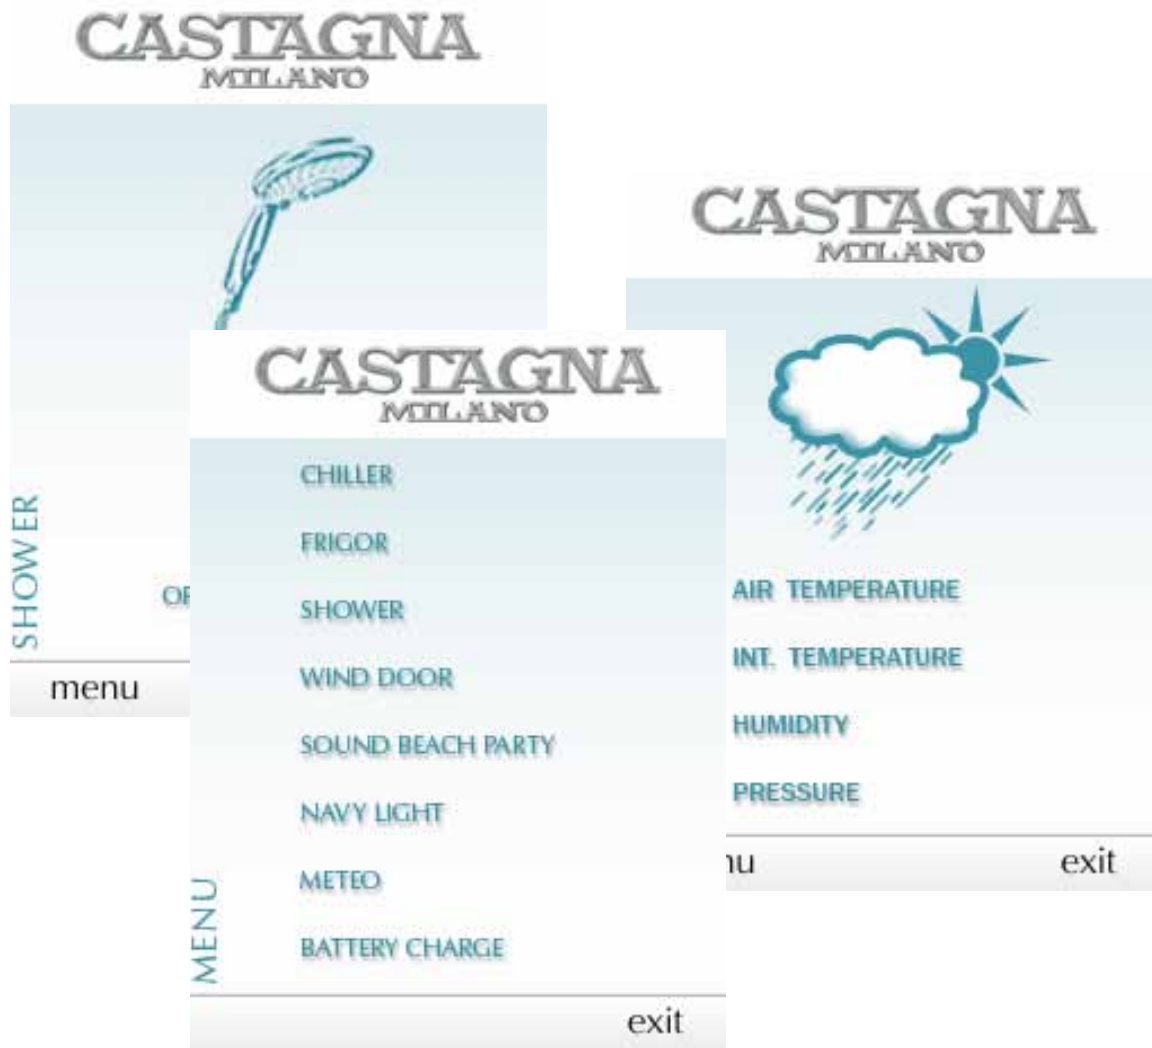 CASTAGNA
MILANO
SHOWER
menu
CASTAGNA
MILANO
CHILLER
FRIGOR
SHOWER
WIND DOOR
SOUND BEACH PARTY
NAVY LIGHT
METEO
BATTERY CHARGE
MENU
exit
CASTAGNA
MILANO
AIR TEMPERATURE
INT. TEMPERATURE
HUMIDITY
PRESSURE
exit